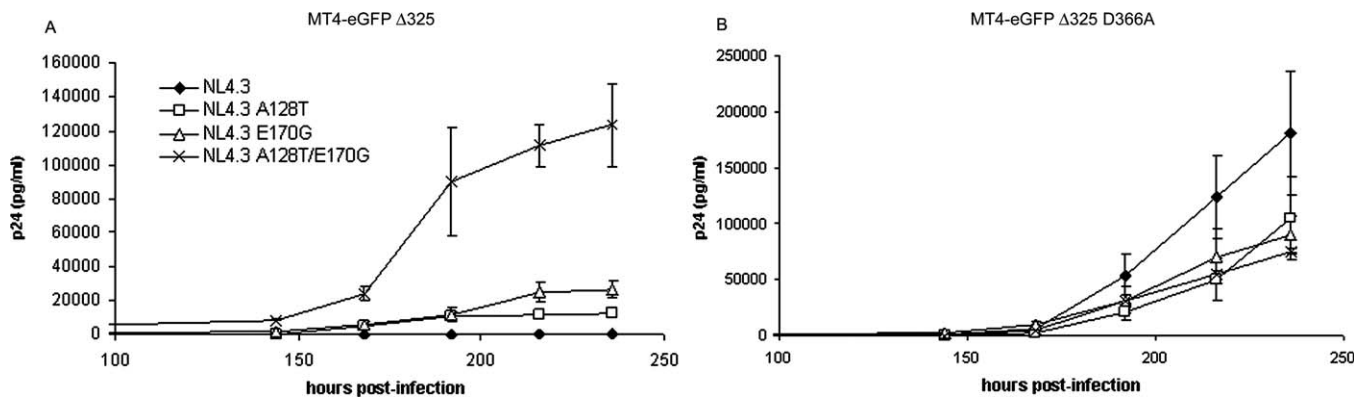 A
MT4-eGFP Δ325
160000
140000
120000
100000
80000
60000
40000
20000
0
p24 (pg/ml)
NL4.3
NL4.3 A128T
NL4.3 E170G
NL4.3 A128T/E170G
100
150
200
250
hours post-infection
B
MT4-eGFP Δ325 D366A
250000
200000
150000
100000
50000
0
p24 (pg/ml)
100
150
200
250
hours post-infection